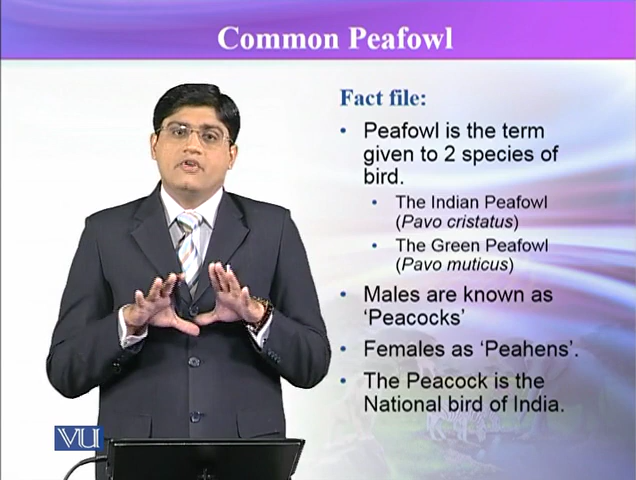 Common Peafowl
Fact file:
• Peafowl is the term
given to 2 species of
bird.
• The Indian Peafowl
(Pavo cristatus)
• The Green Peafowl
(Pavo muticus)
• Males are known as
‘Peacocks’
• Females as ‘Peahens’.
• The Peacock is the
National bird of India.
VU